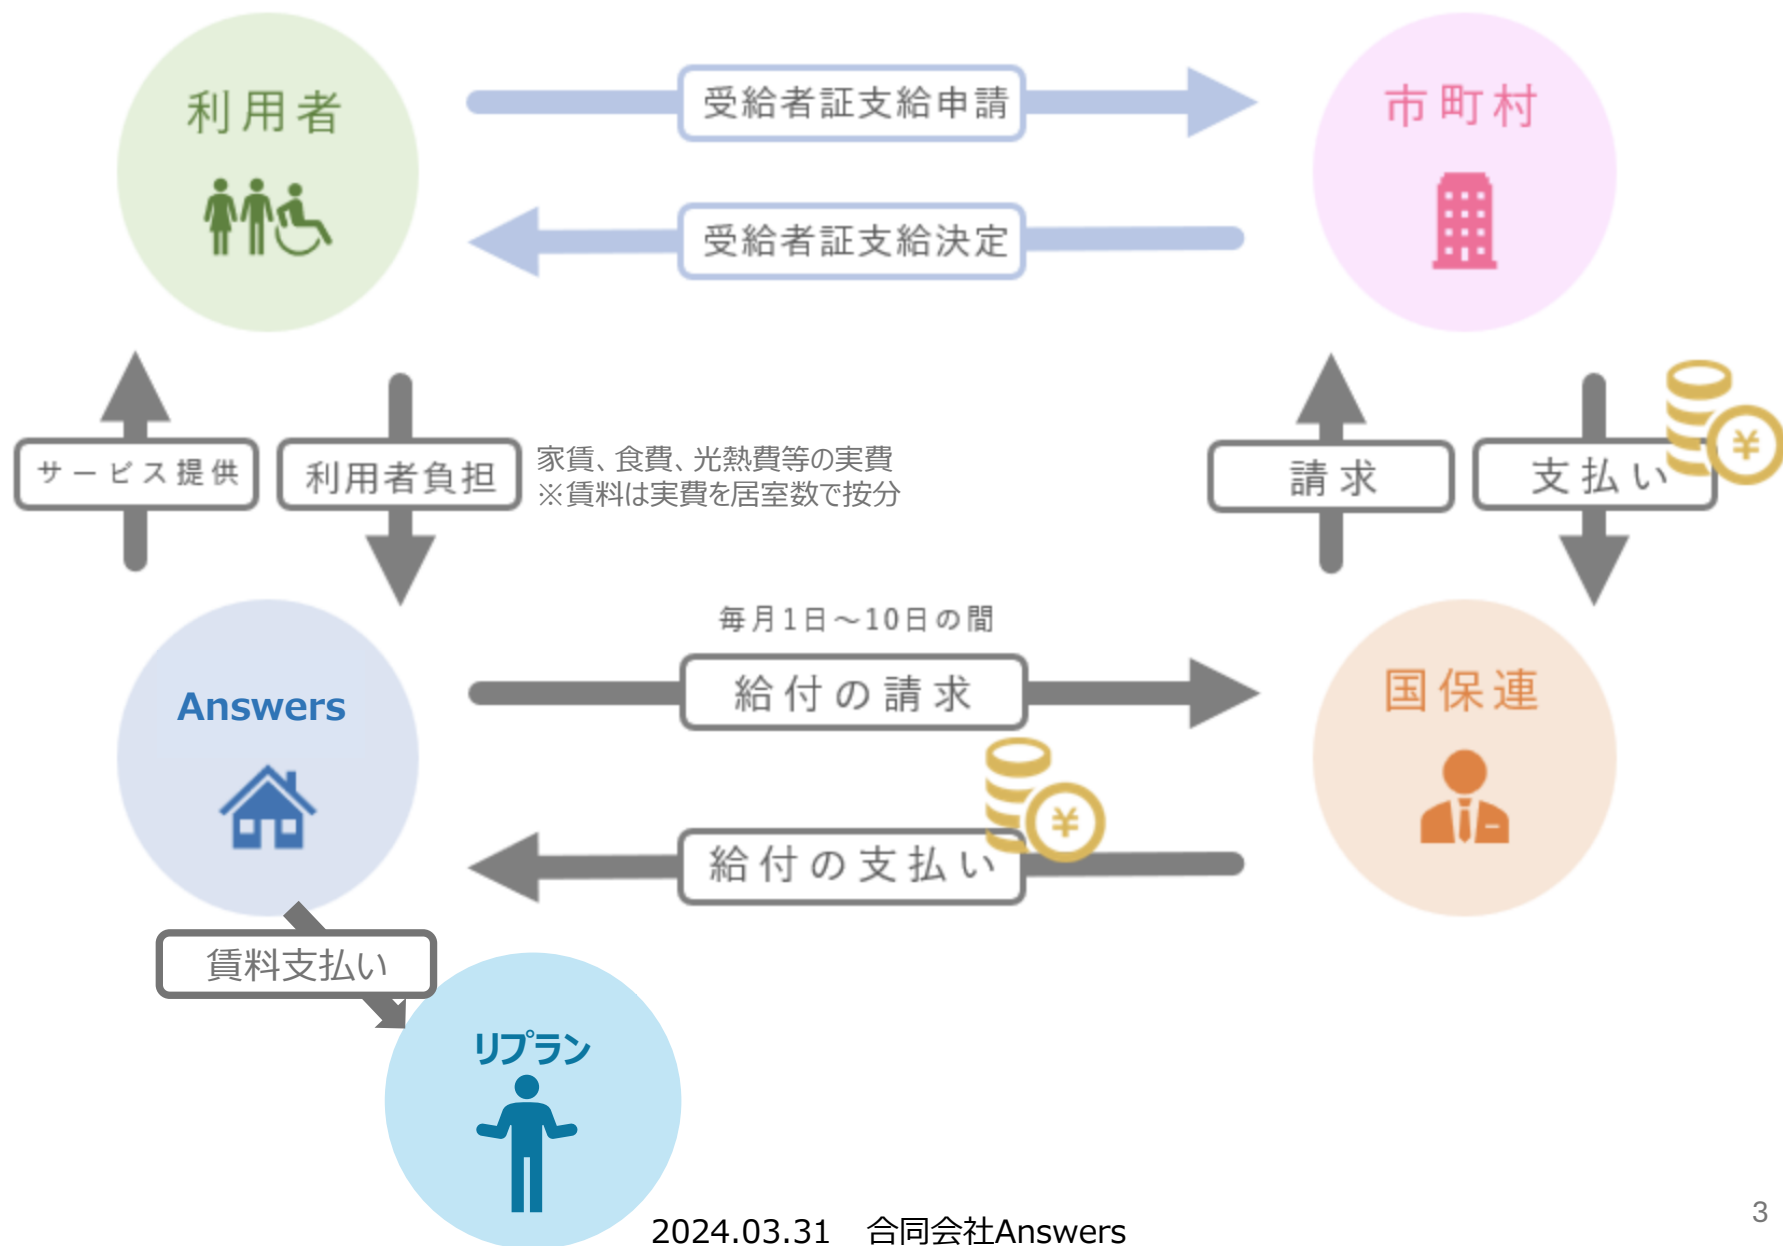 利用者
受給者証支給申請
市町村
受給者証支給決定
サービス提供
利用者負担
家賃、食費、光熱費等の実費
※賃料は実費を居室数で按分
請求
支払い
¥
毎月1日～10日の間
Answers
給付の請求
国保連
¥
給付の支払い
賃料支払い
リプラン
2024.03.31　合同会社Answers
3